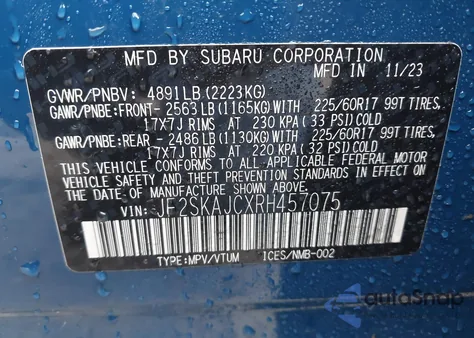 MFD BY SUBARU CORPORATION
IN 11/23
GVWR/PNBV: 4891LB (2223KG)
GAWR/PNBE:FRONT- 2563LB (1165KG) WITH 225/60R17 99T TIRES,
17X7J RIMS AT 230 KPA (33 PSI) COLD
GAWR/PNBE:REAR - 2486LB (1130KG) WITH 225/60R17 99T TIRES,
17X7J RIMS AT 220 KPA (32 PSI) COLD
THIS VEHICLE CONFORMS TO ALL APPLICABLE FEDERAL MOTOR
VEHICLE SAFETY AND THEFT PREVENTION STANDARDS IN EFFECT ON
THE DATE OF MANUFACTURE SHOWN ABOVE.
VIN: JF2SKAJCXRH457075
TYPE:MPV/VTUM ICES/NMB-002
autoSnap